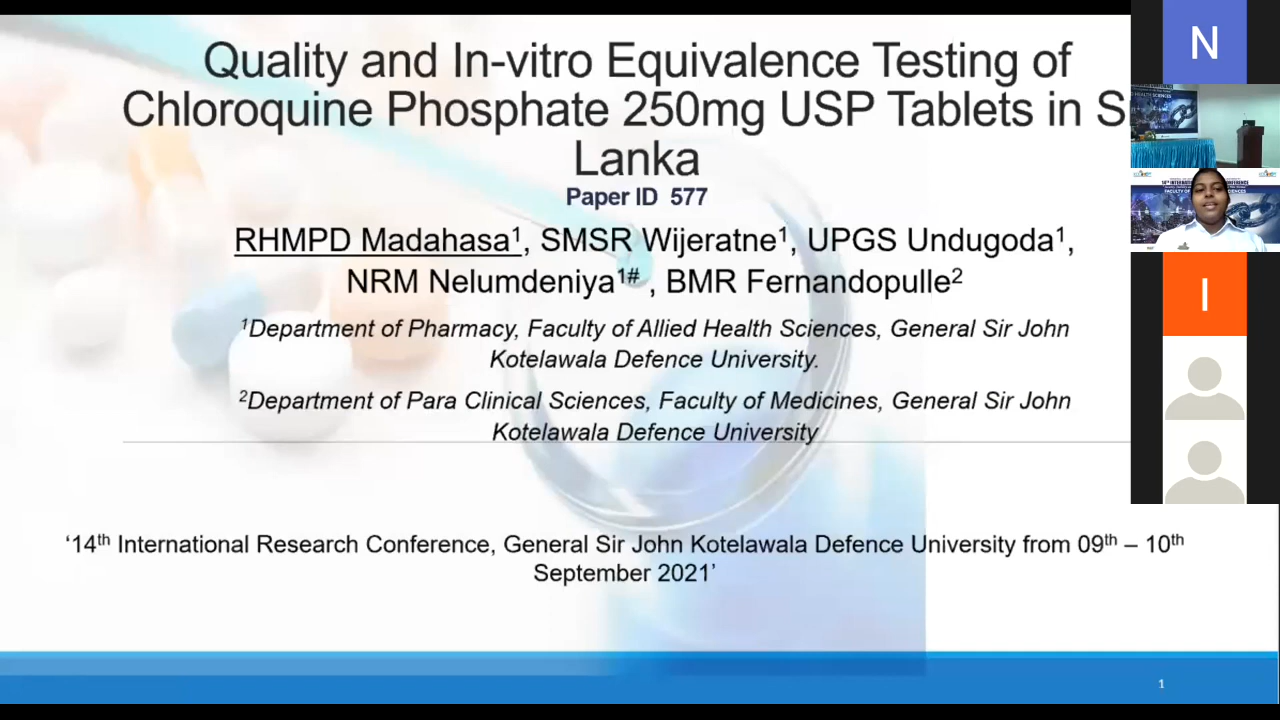 Quality and In-vitro Equivalence Testing of
Chloroquine Phosphate 250mg USP Tablets in S
Lanka
Paper ID 577
RHMPD Madahasa¹, SMSR Wijeratne¹, UPGS Undugoda¹,
NRM Nelumdeniya¹# , BMR Fernandopulle²
¹Department of Pharmacy, Faculty of Allied Health Sciences, General Sir John
Kotelawala Defence University.
²Department of Para Clinical Sciences, Faculty of Medicines, General Sir John
Kotelawala Defence University
‘14th International Research Conference, General Sir John Kotelawala Defence University from 09th – 10th
September 2021’
1
N
I